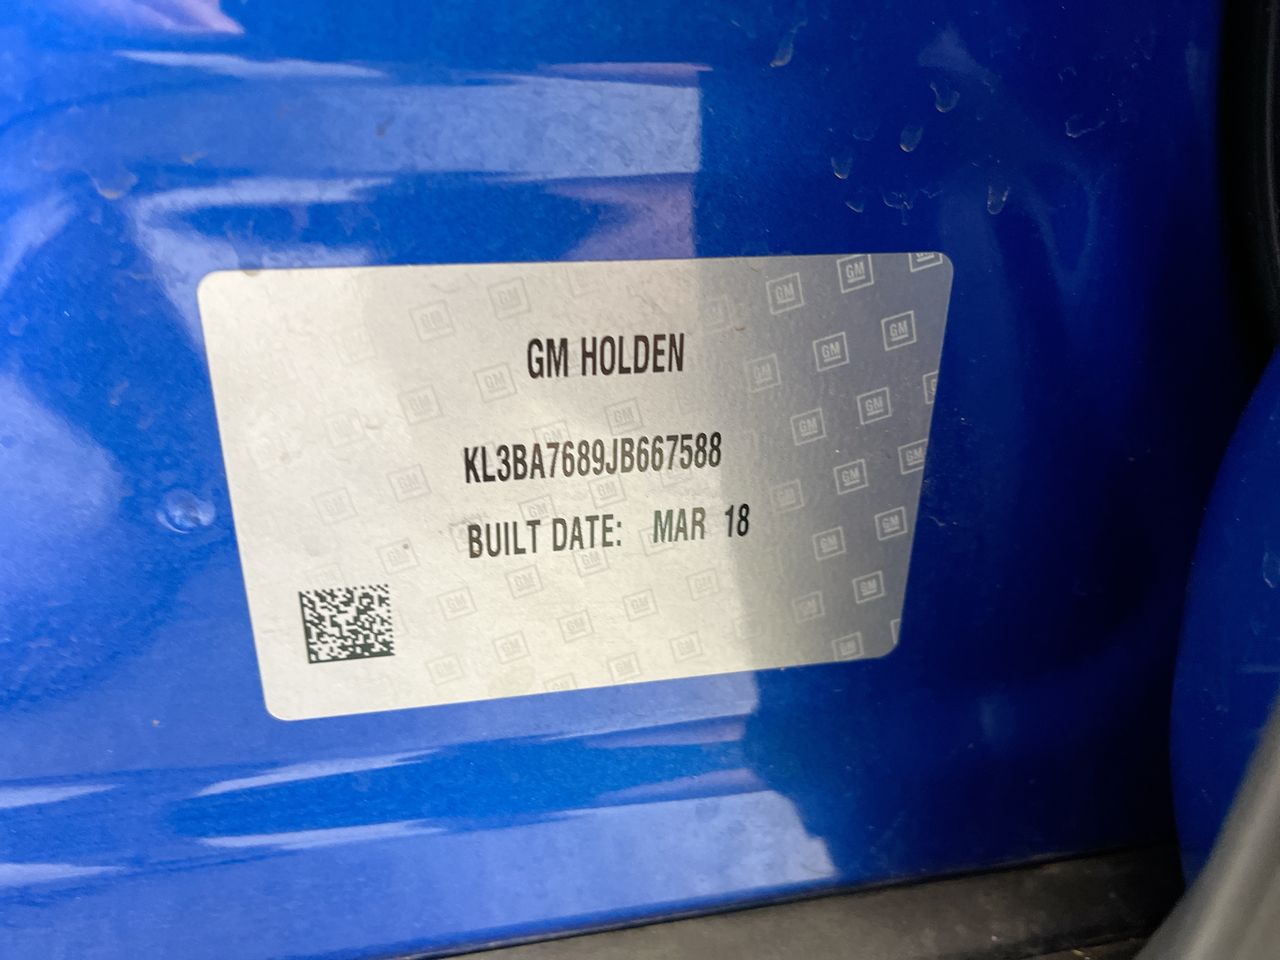 GM HOLDEN
KL3BA7689JB667588
BUILT DATE: MAR 18